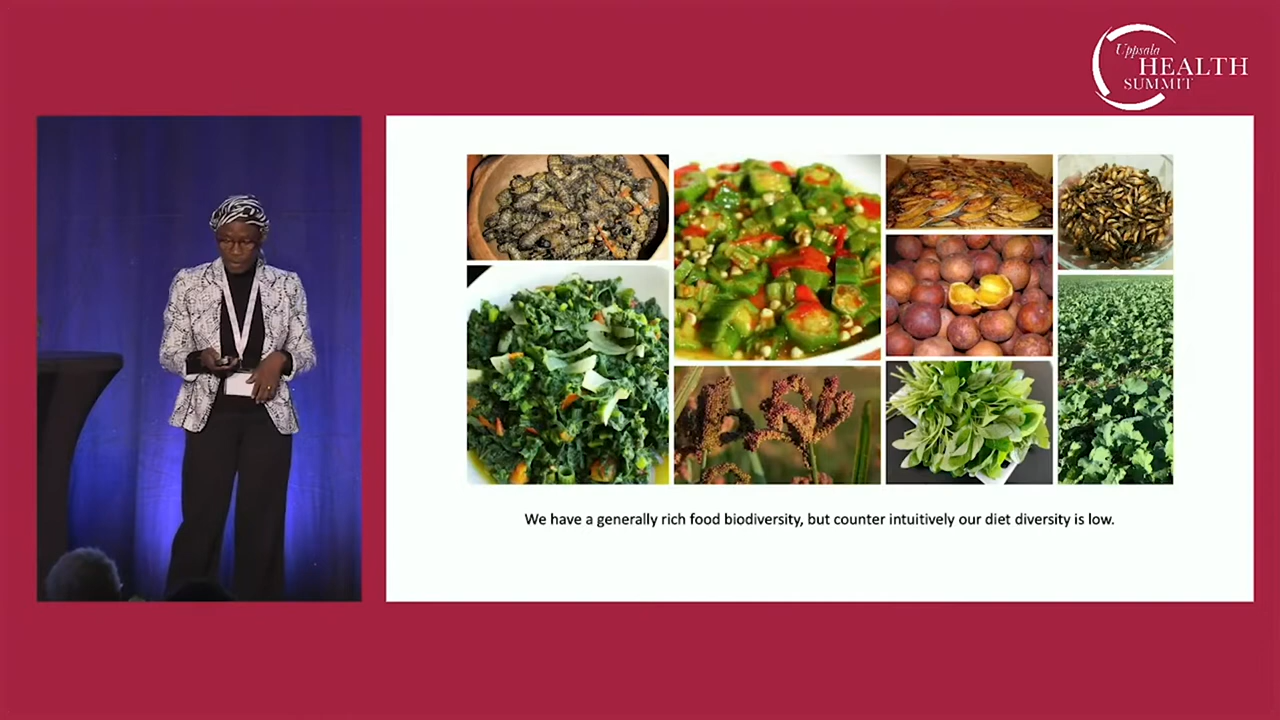 Uppsala
HEALTH
SUMMIT
We have a generally rich food biodiversity, but counter intuitively our diet diversity is low.